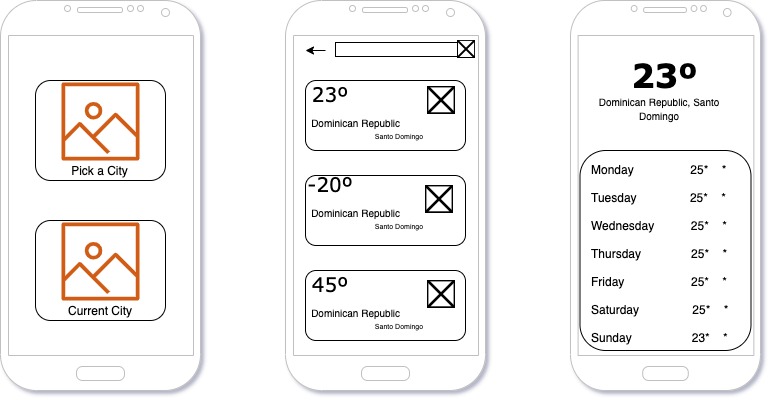 Pick a City
Current City
23º
Dominican Republic
Santo Domingo
-20º
Dominican Republic
Santo Domingo
45º
Dominican Republic
Santo Domingo
23º
Dominican Republic, Santo
Domingo
Monday 25* *
Tuesday 25* *
Wednesday 25* *
Thursday 25* *
Friday 25* *
Saturday 25* *
Sunday 23* *